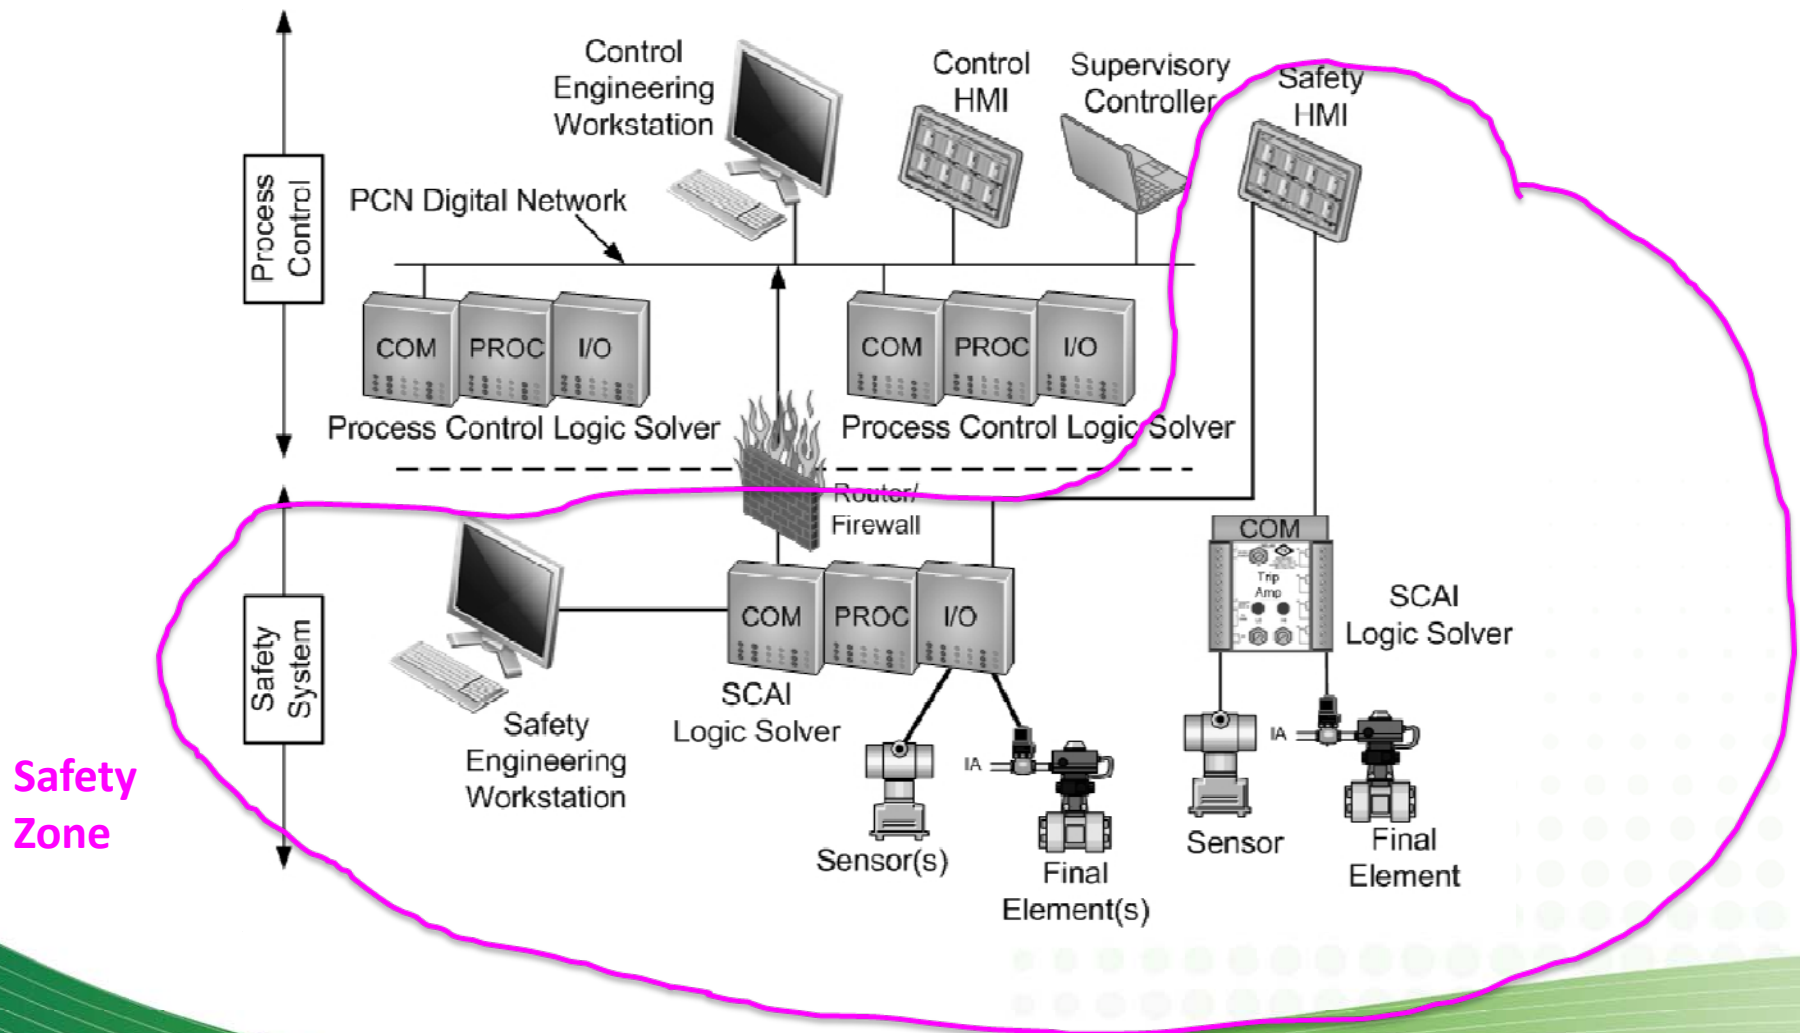 Control
Engineering
Workstation
Control
HMI
Supervisory
Controller
Safety
HMI
Process
Control
PCN Digital Network
COM PROC I/O
Process Control Logic Solver
COM PROC I/O
Process Control Logic Solver
Router/
Firewall
Safety
System
Safety
Engineering
Workstation
COM PROC I/O
SCAI
Logic Solver
COM
Trip
Amp
SCAI
Logic Solver
IA
Sensor(s)
Final
Element(s)
IA
Sensor
Final
Element
Safety
Zone